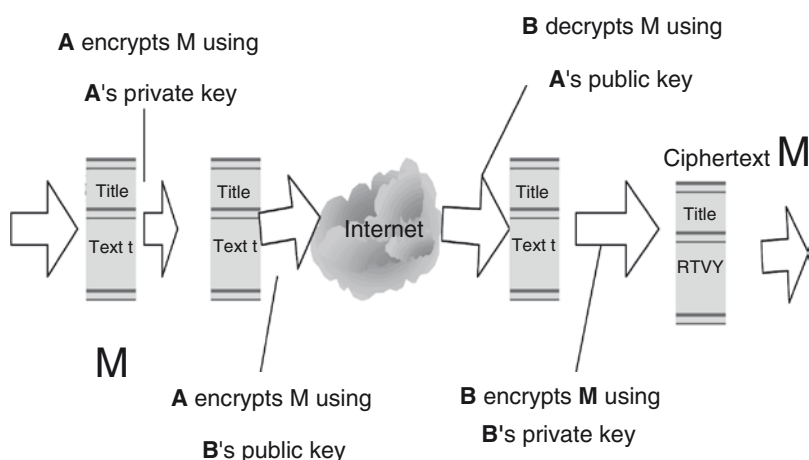 A encrypts M using
A's private key
B decrypts M using
A's public key
Ciphertext M
Title
Text t
Title
Text t
Internet
Title
Text t
Title
RTVY
M
A encrypts M using
B's public key
B encrypts M using
B's private key